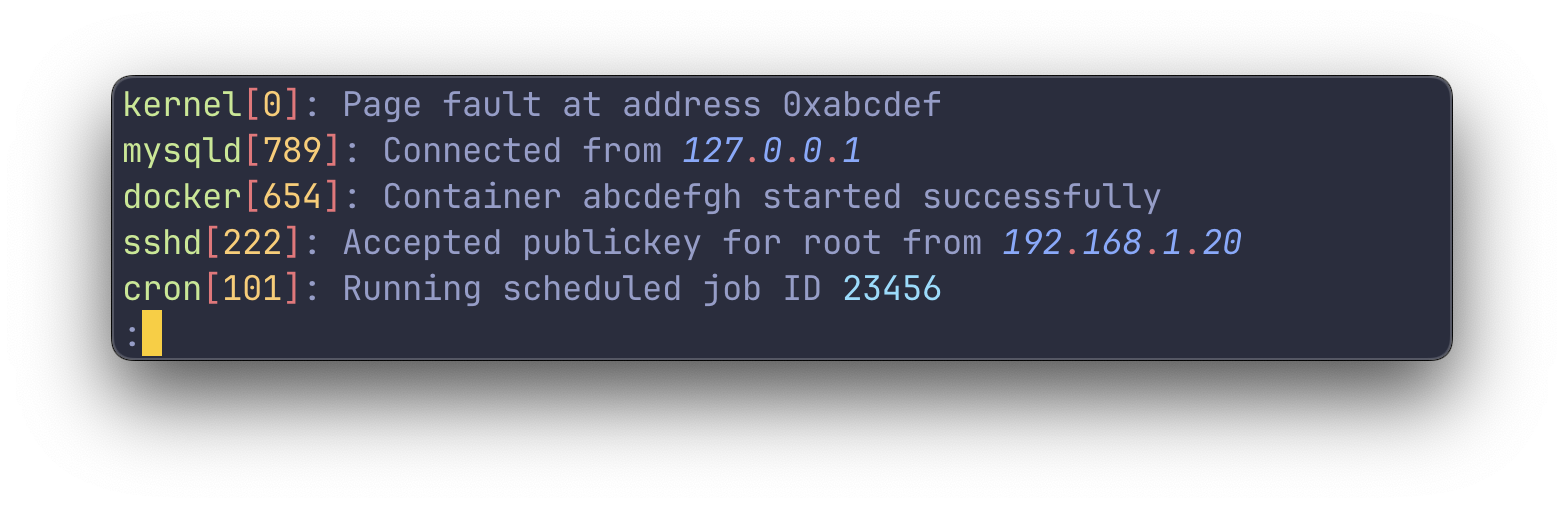 kernel[0]: Page fault at address 0xabcdef
mysqld[789]: Connected from 127.0.0.1
docker[654]: Container abcdefgh started successfully
sshd[222]: Accepted publickey for root from 192.168.1.20
cron[101]: Running scheduled job ID 23456
: